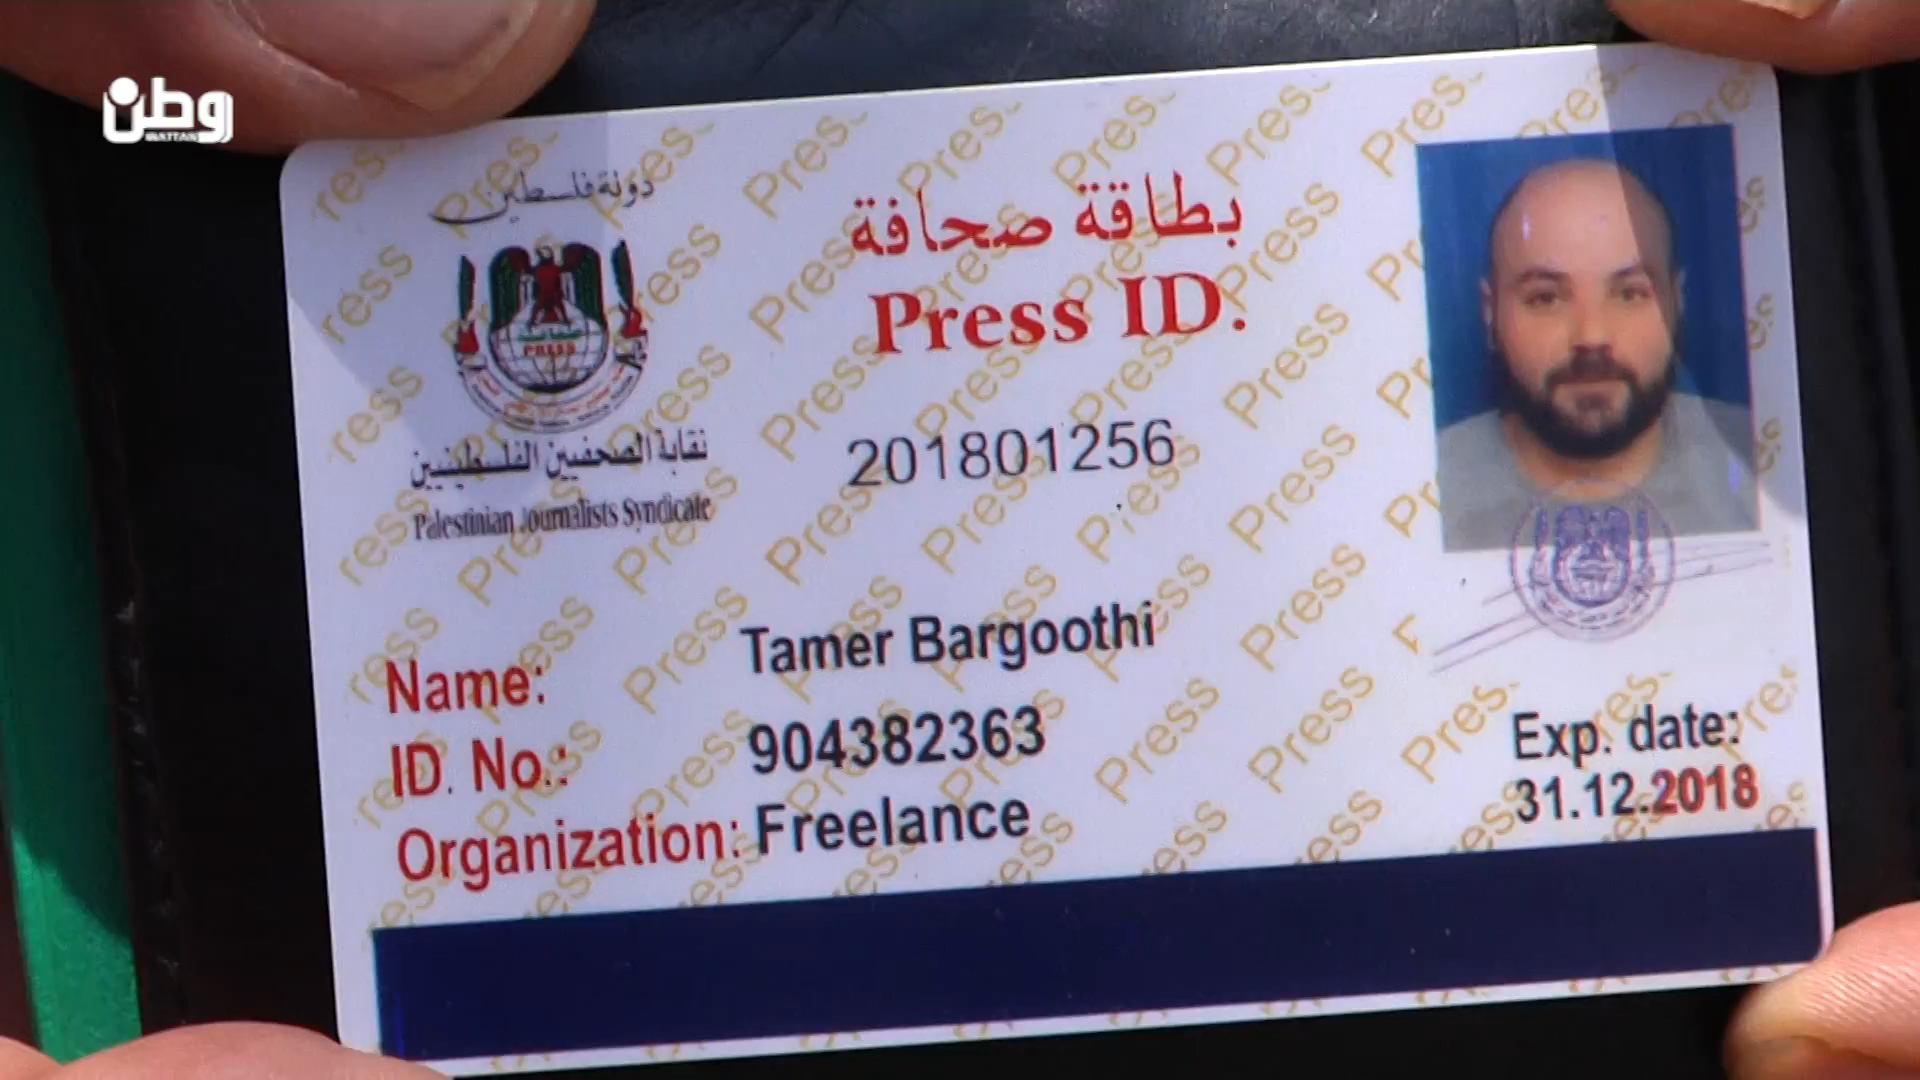 وطن
WATTAN
دولة فلسطين
بطاقة صحافة
Press ID.
PRESS
201801256
نقابة الصحفيين الفلسطينيين
Palestinian Journalists Syndicate
Name: Tamer Bargoothi
ID. No.: 904382363
Organization: Freelance
Exp. date:
31.12.2018